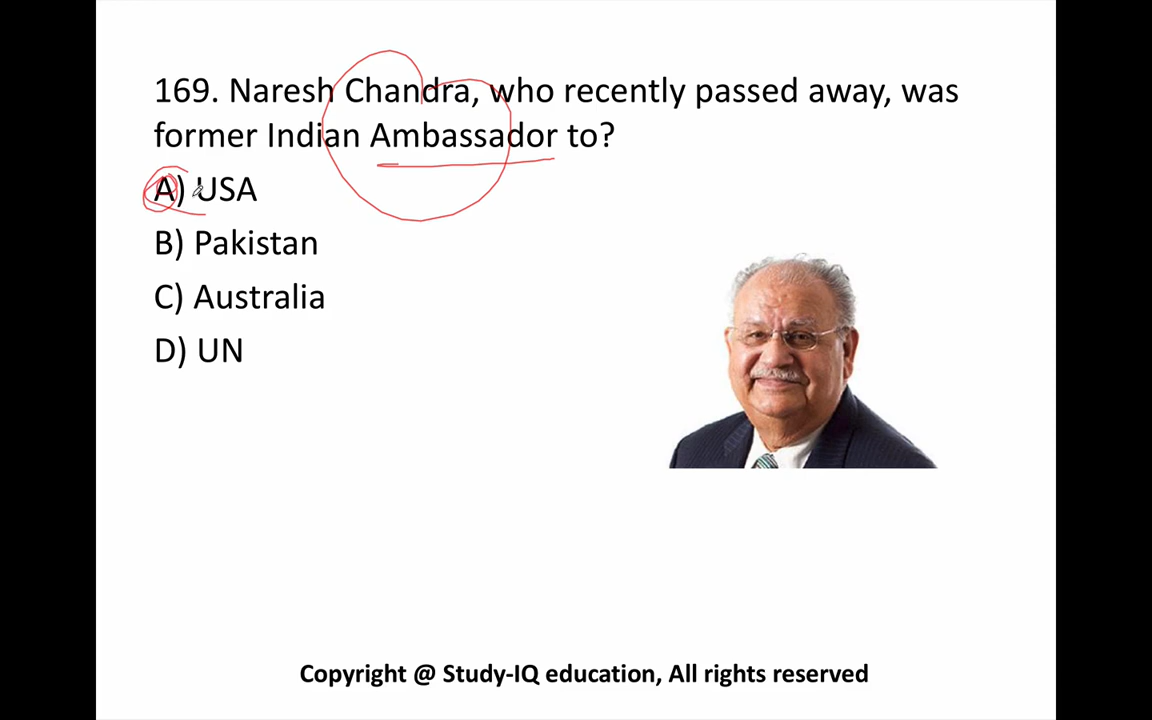 169. Naresh Chandra, who recently passed away, was
former Indian Ambassador to?
A) USA
B) Pakistan
C) Australia
D) UN
Copyright @ Study-IQ education, All rights reserved